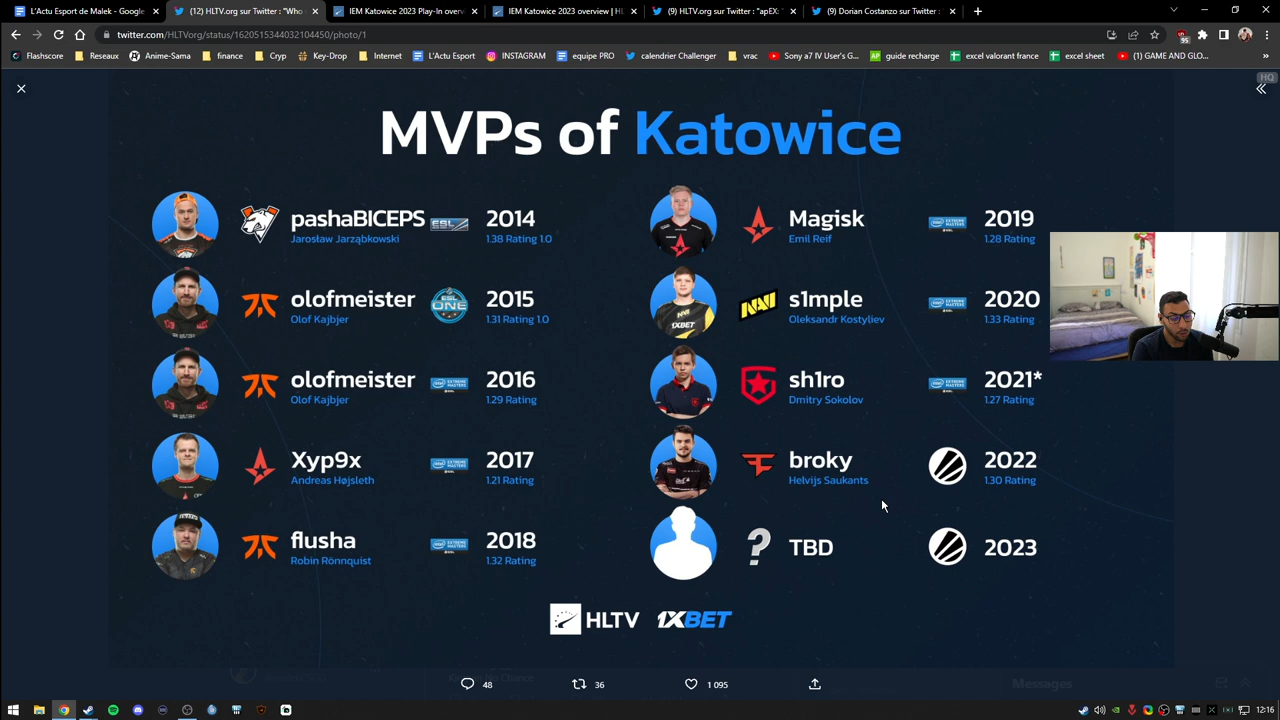 L'Actu Esport de Malek - Google
(12) HLTV.org sur Twitter : "Who
IEM Katowice 2023 Play-In overv
IEM Katowice 2023 overview | HL
(9) HLTV.org sur Twitter : "apEX: "
(9) Dorian Costanzo sur Twitter :
twitter.com/HLTVorg/status/1620515344032104450/photo/1
Flashscore
Reseaux
Anime-Sama
finance
Cryp
Key-Drop
Internet
L'Actu Esport
INSTAGRAM
equipe PRO
calendrier Challenger
vrac
Sony a7 IV User's G...
guide recharge
excel valorant france
excel sheet
(1) GAME AND GLO...
HQ
MVPs of Katowice
pashaBICEPS
Jarosław Jarząbkowski
ESL
2014
1.38 Rating 1.0
olofmeister
Olof Kajbjer
ESL ONE
2015
1.31 Rating 1.0
olofmeister
Olof Kajbjer
2016
1.29 Rating
Xyp9x
Andreas Højsleth
2017
1.21 Rating
flusha
Robin Rönnquist
2018
1.32 Rating
Magisk
Emil Reif
2019
1.28 Rating
NAVI
s1mple
Oleksandr Kostyliev
2020
1.33 Rating
sh1ro
Dmitry Sokolov
2021*
1.27 Rating
broky
Helvijs Saukants
2022
1.30 Rating
?
TBD
2023
HLTV
1XBET
48
36
1 095
Messages
12:16